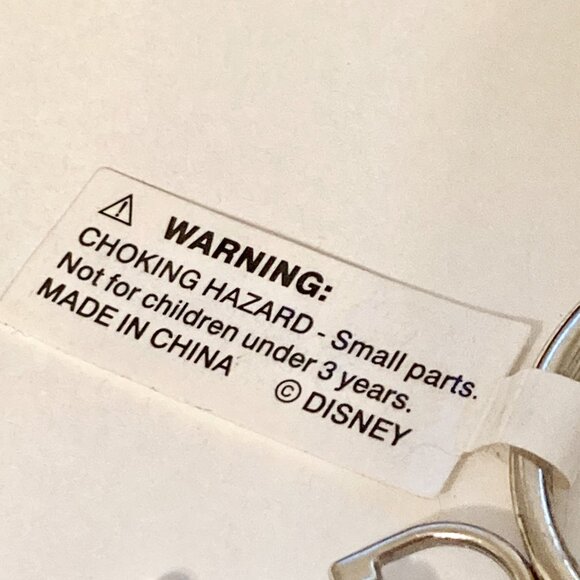 ⚠ WARNING:
CHOKING HAZARD - Small parts.
Not for children under 3 years.
MADE IN CHINA © DISNEY